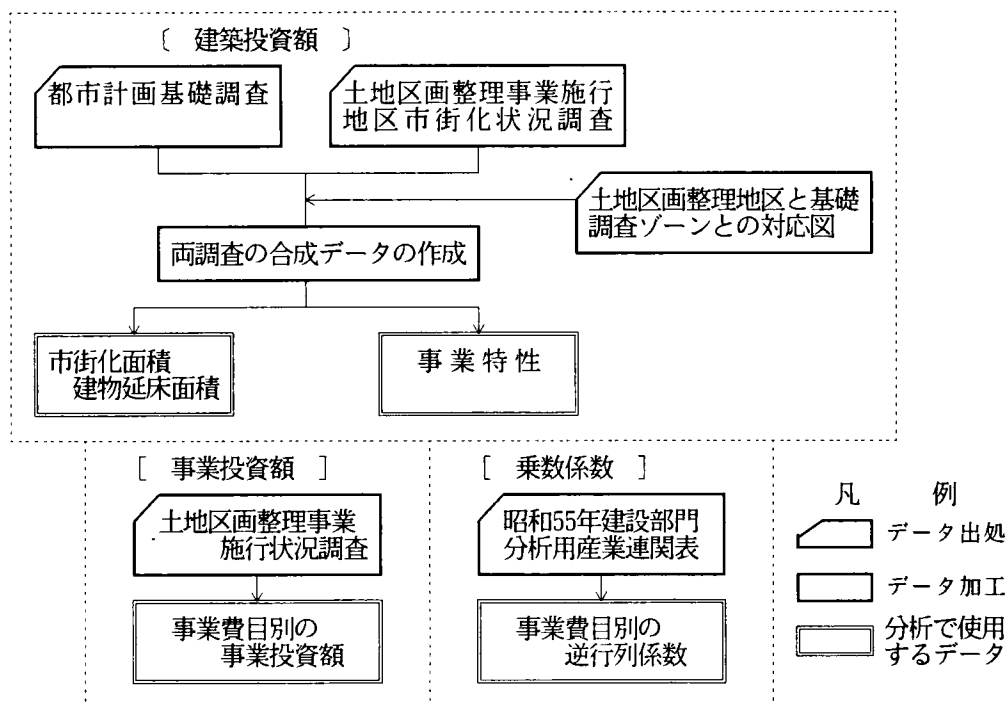 〔 建築投資額 〕
都市計画基礎調査
土地区画整理事業施行
地区市街化状況調査
土地区画整理地区と基礎
調査ゾーンとの対応図
両調査の合成データの作成
市街化面積
建物延床面積
事業特性
[ 事業投資額 ]
土地区画整理事業
施行状況調査
事業費目別の
事業投資額
[ 乗数係数 ]
昭和55年建設部門
分析用産業連関表
事業費目別の
逆行列係数
凡 例
データ出処
データ加工
分析で使用
するデータ